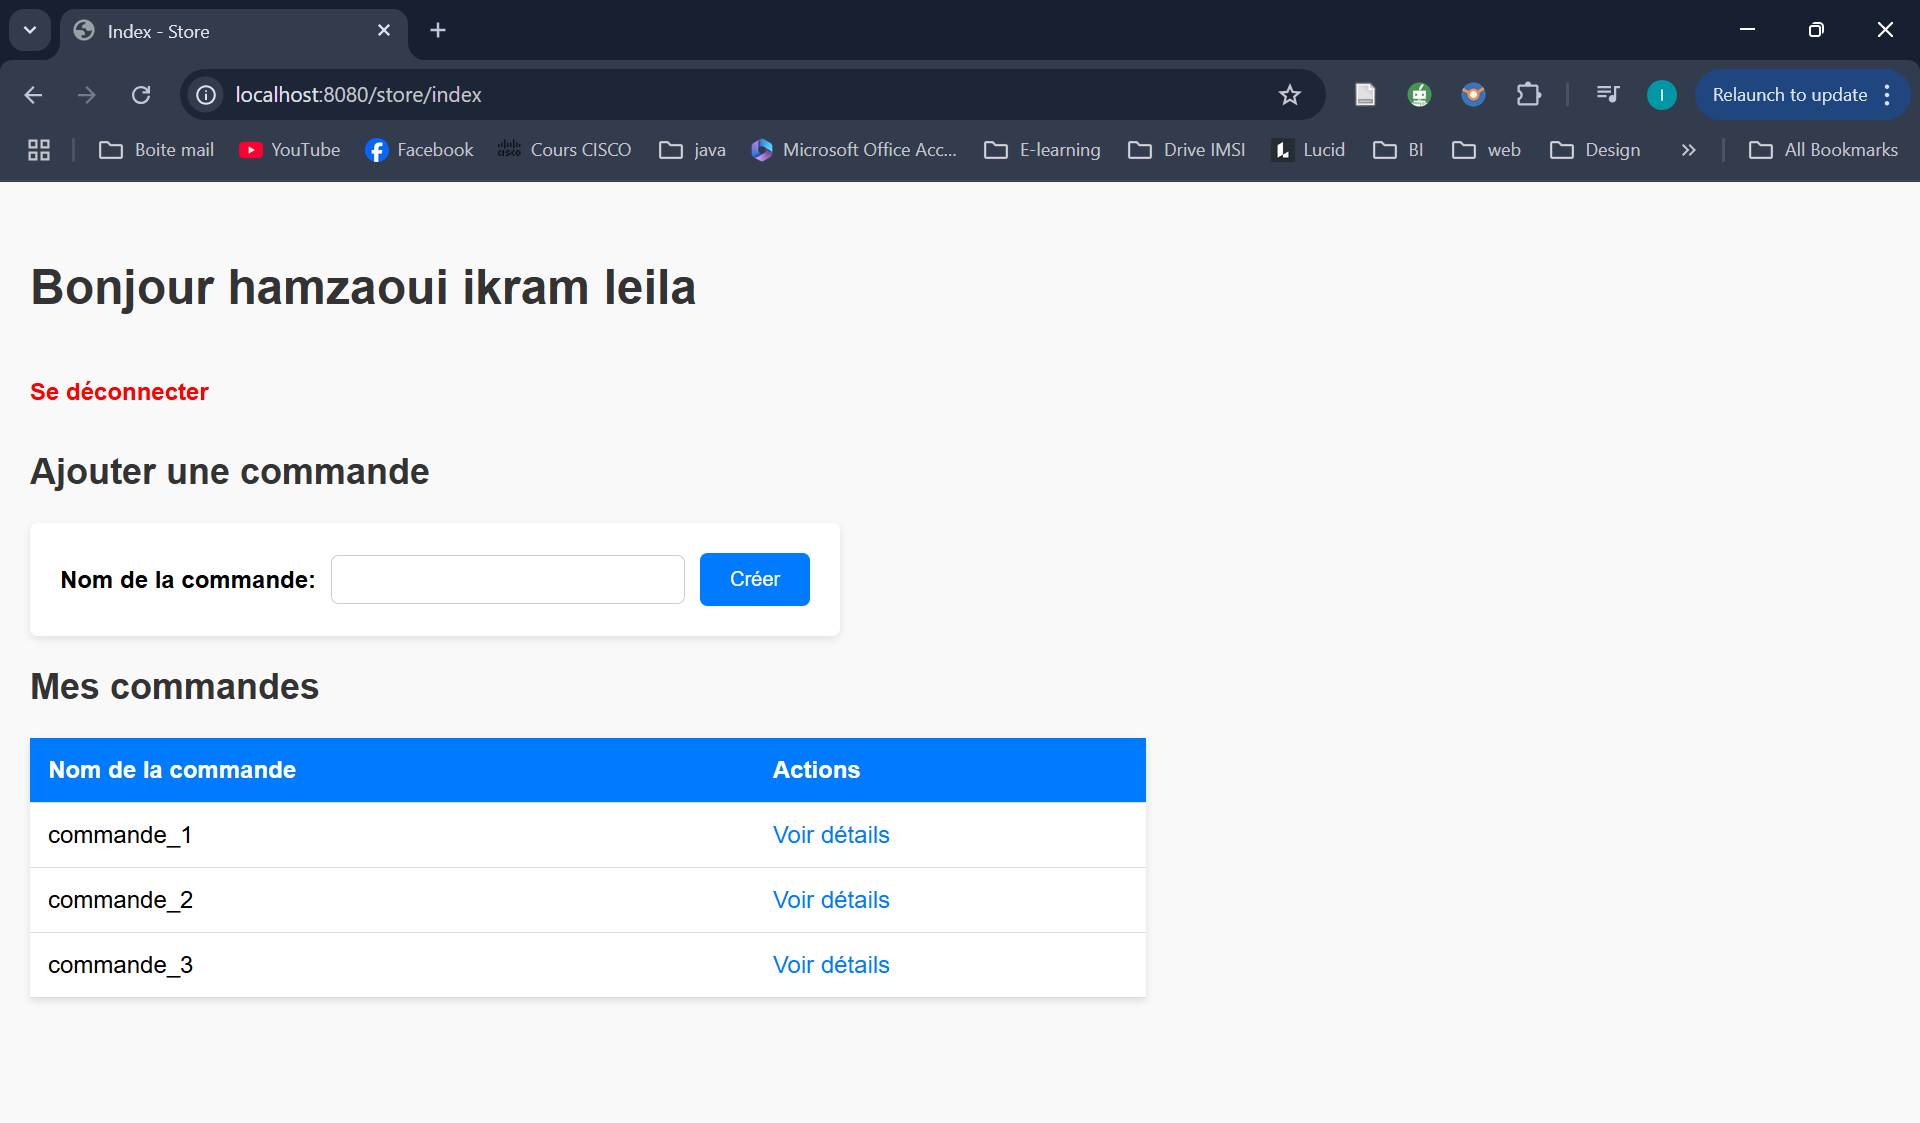 Index - Store
localhost:8080/store/index
I
Relaunch to update
Boite mail YouTube Facebook Cours CISCO java Microsoft Office Acc... E-learning Drive IMSI Lucid BI web Design » All Bookmarks
Bonjour hamzaoui ikram leila
Se déconnecter
Ajouter une commande
Nom de la commande: Créer
Mes commandes
Nom de la commande Actions
commande_1 Voir détails
commande_2 Voir détails
commande_3 Voir détails